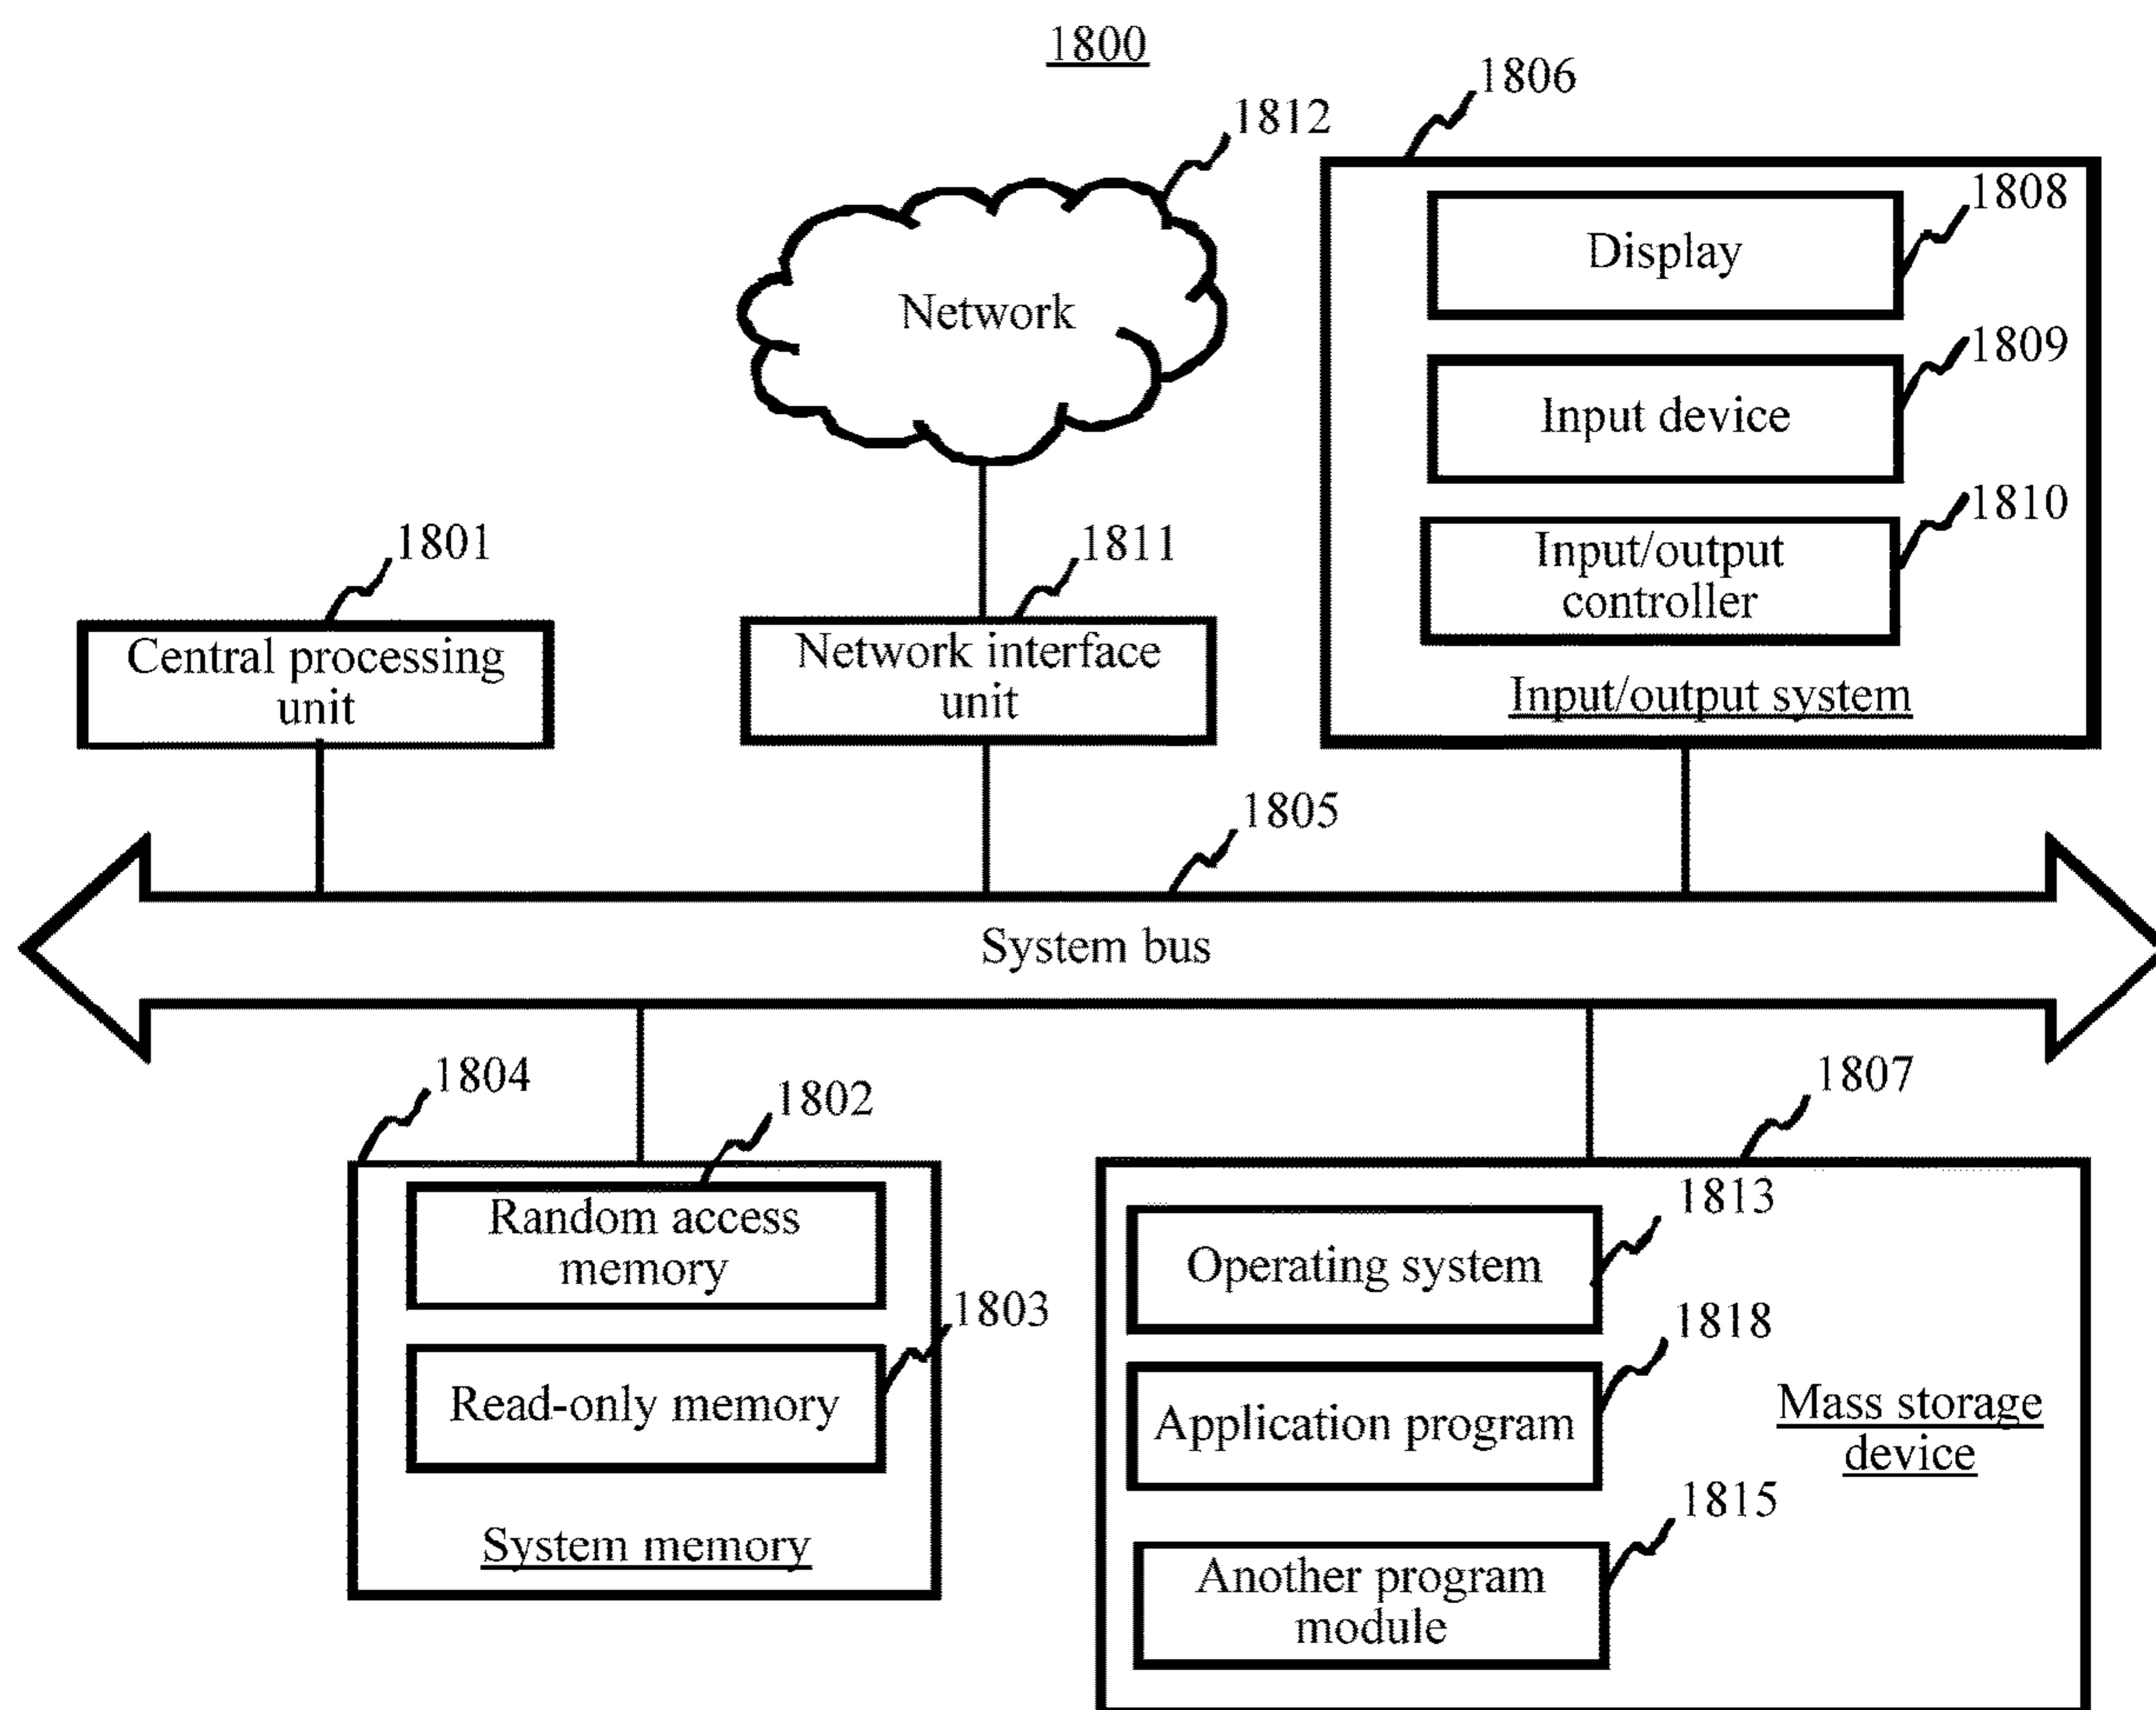 1800
1812
1806
Network
Display
1808
Input device
1809
Input/output
controller
1810
Input/output system
1801
Central processing
unit
1811
Network interface
unit
1805
System bus
1804
1802
Random access
memory
1803
Read-only memory
System memory
1807
1813
Operating system
1818
Application program
Mass storage
device
1815
Another program
module